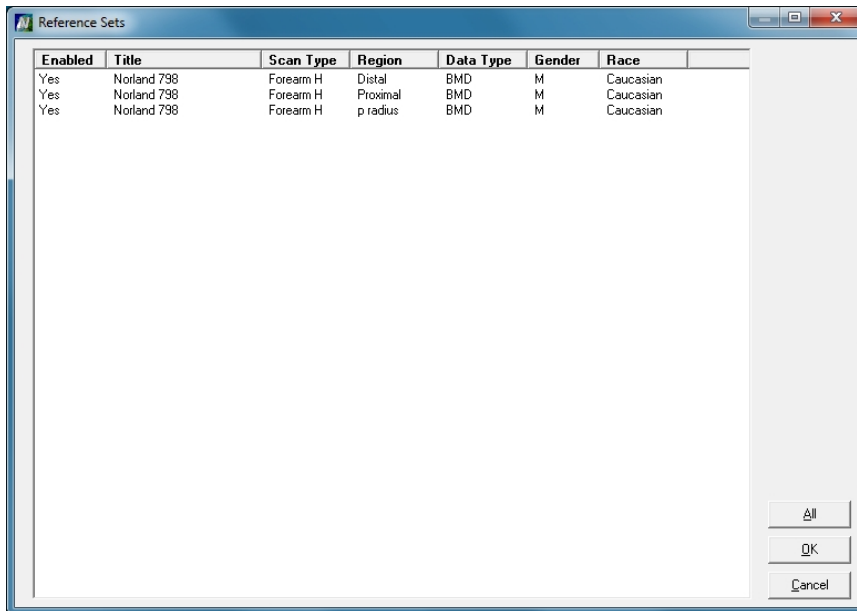 Reference Sets
Enabled Title Scan Type Region Data Type Gender Race
Yes Norland 798 Forearm H Distal BMD M Caucasian
Yes Norland 798 Forearm H Proximal BMD M Caucasian
Yes Norland 798 Forearm H p radius BMD M Caucasian
All
OK
Cancel